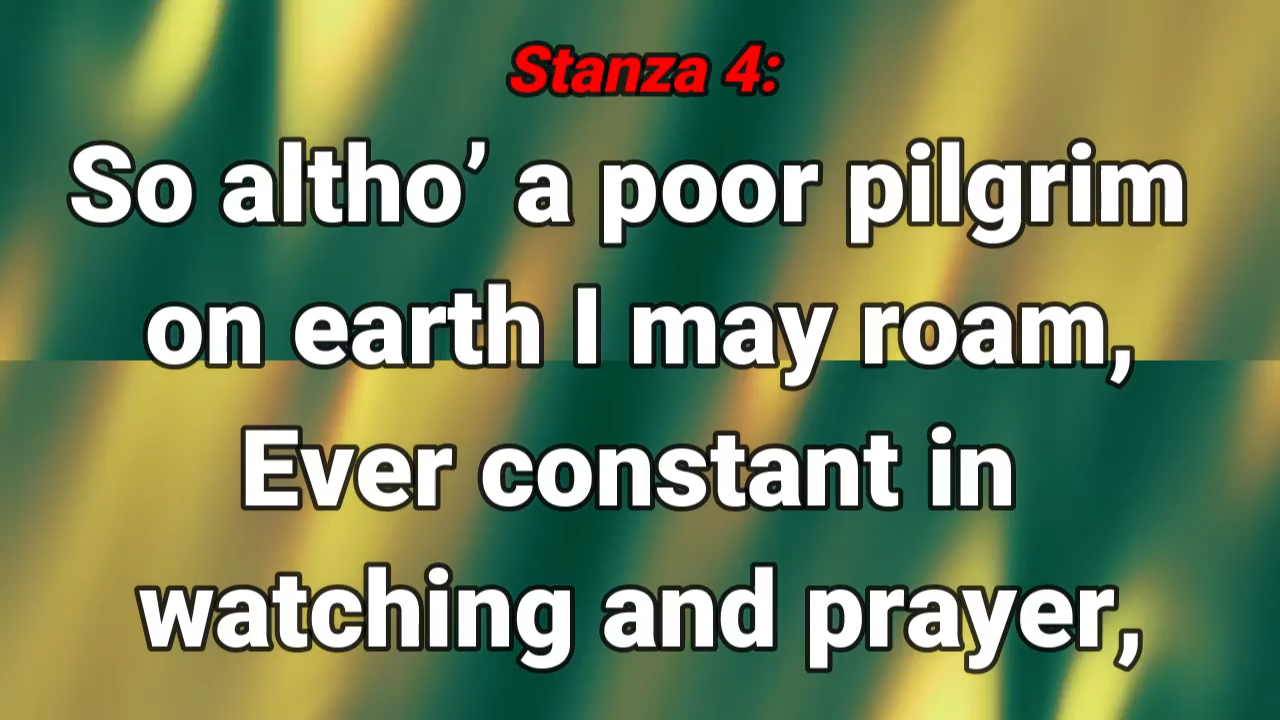 Stanza 4:
So altho’ a poor pilgrim
on earth I may roam,
Ever constant in
watching and prayer,